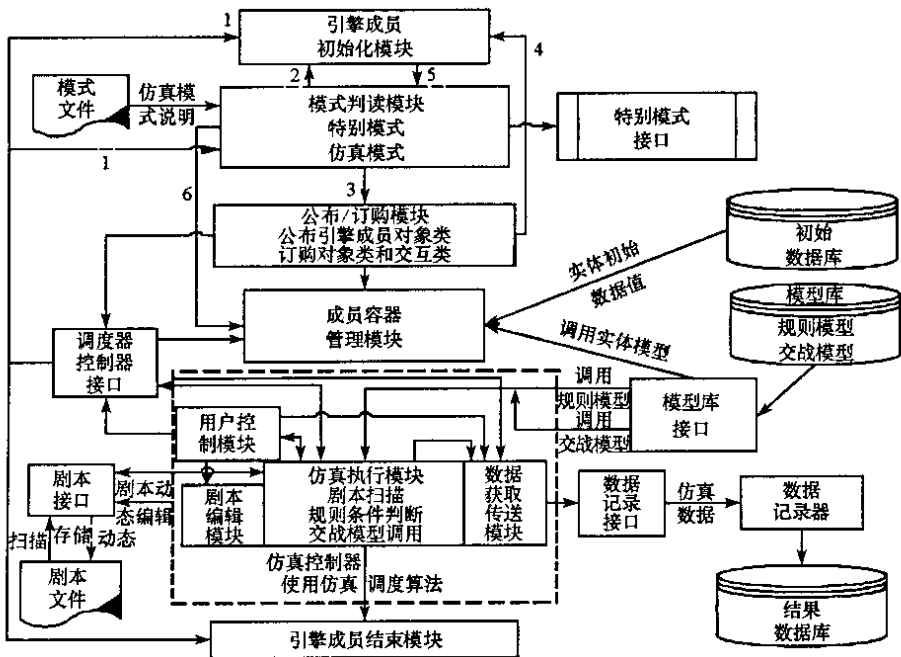 1
引擎成员
初始化模块
4
2
5
模式
文件
仿真模
式说明
模式判读模块
特别模式
仿真模式
特别模式
接口
1
6
3
公布/订购模块
公布引擎成员对象类
订购对象类和交互类
初始
数据库
实体初始
数据值
成员容器
管理模块
模型库
规则模型
交战模型
调用实体模型
调度器
控制器
接口
调用
规则模型
调用
交战模型
模型库
接口
用户控
制模块
剧本
接口
剧本动
态编辑
剧本
编辑
模块
仿真执行模块
剧本扫描
规则条件判断
交战模型调用
数据
获取
传送
模块
数据
记录
接口
仿真
数据
数据
记录器
扫描
存储
动态
剧本
文件
仿真控制器
使用仿真
调度算法
结果
数据库
引擎成员结束模块